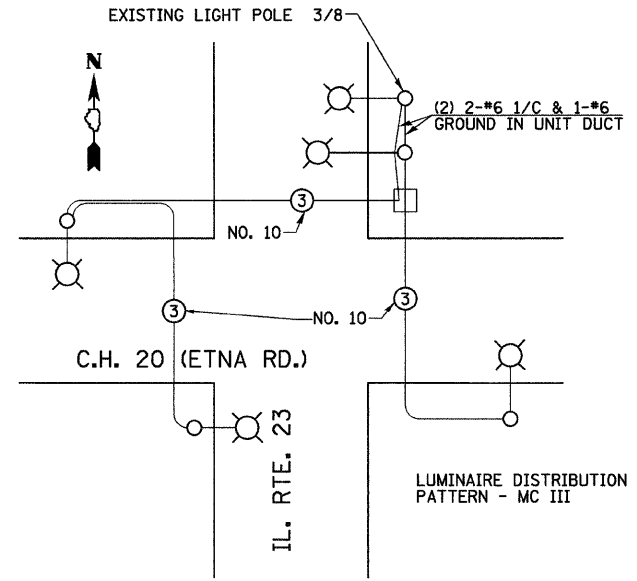 EXISTING LIGHT POLE 3/8
N
(2) 2-#6 1/C & 1-#6
GROUND IN UNIT DUCT
3
NO. 10
3
3
NO. 10
C.H. 20 (ETNA RD.)
IL. RTE. 23
LUMINAIRE DISTRIBUTION
PATTERN - MC III